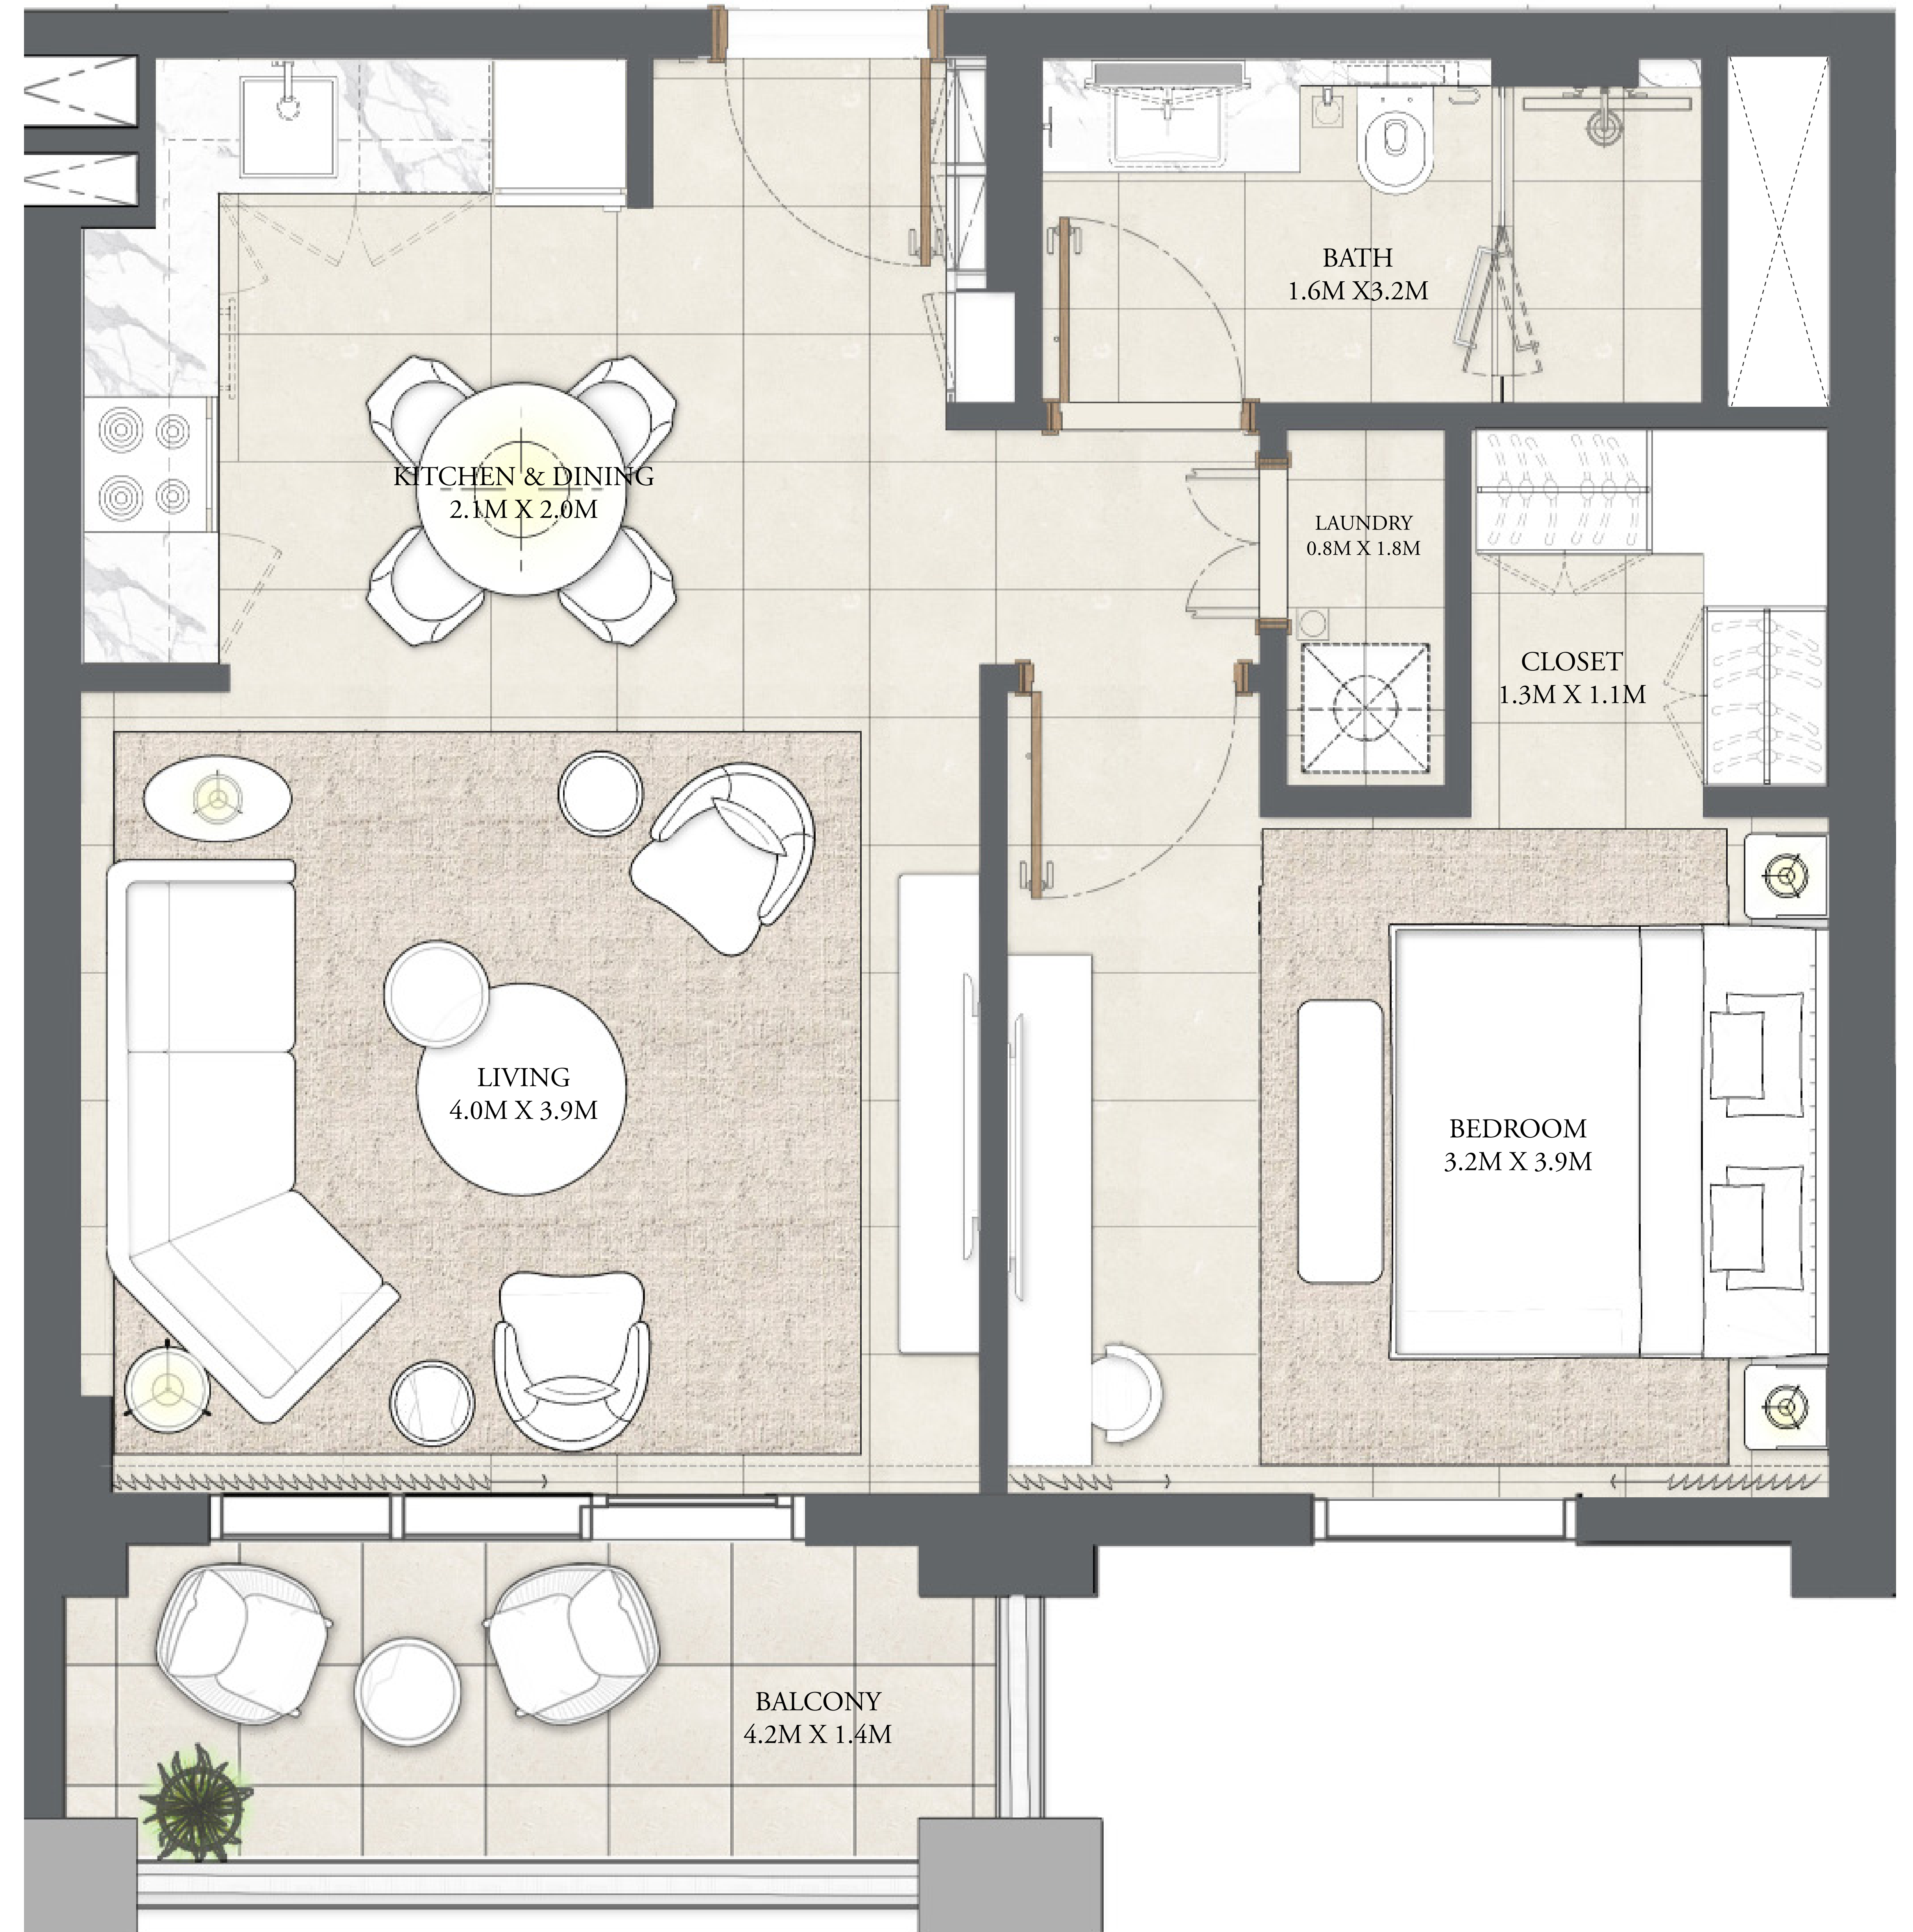 BATH
1.6M X3.2M
KITCHEN & DINING
2.1M X 2.0M
LAUNDRY
0.8M X 1.8M
CLOSET
1.3M X 1.1M
LIVING
4.0M X 3.9M
BEDROOM
3.2M X 3.9M
BALCONY
4.2M X 1.4M